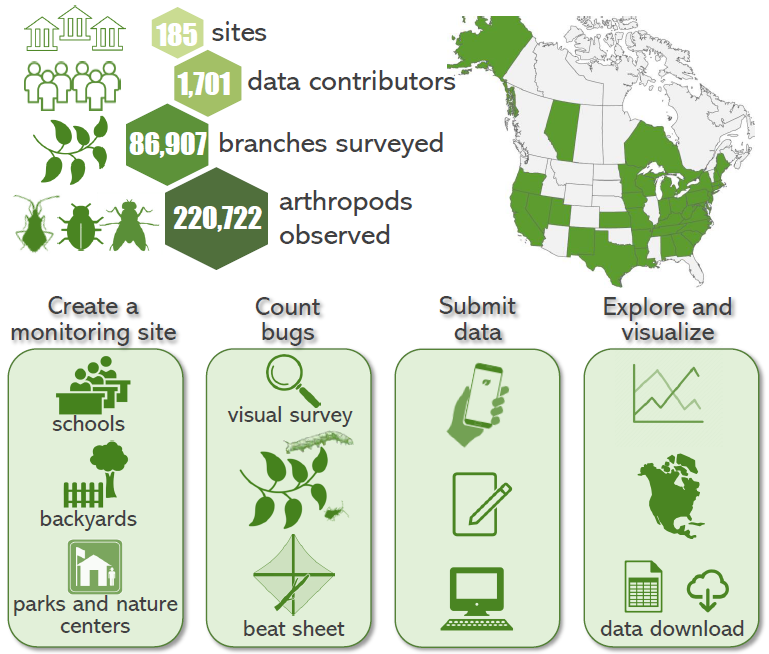 185 sites
1,701 data contributors
86,907 branches surveyed
220,722 arthropods
observed
Create a
monitoring site
schools
backyards
parks and nature
centers
Count
bugs
visual survey
beat sheet
Submit
data
Explore and
visualize
data download